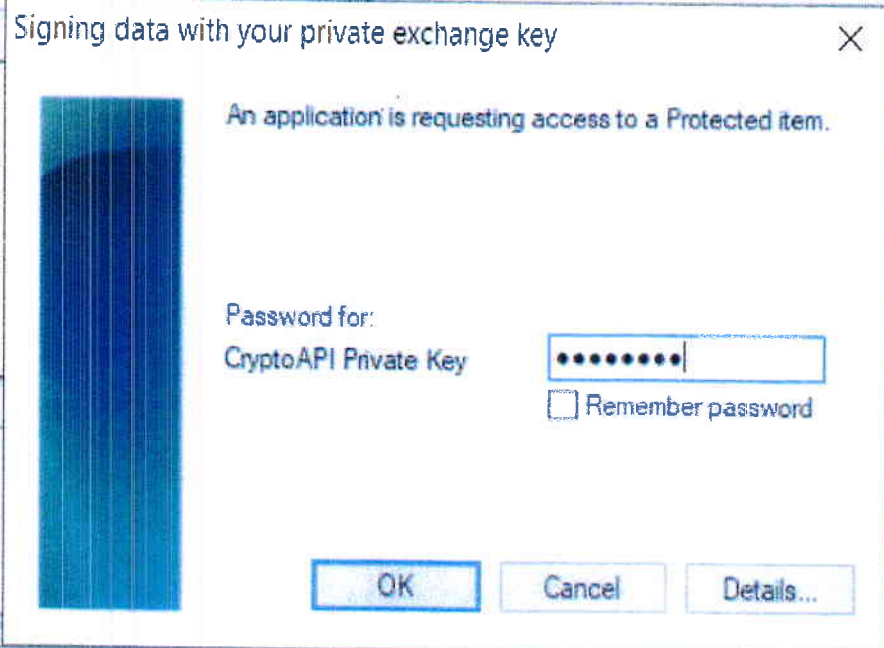 Signing data with your private exchange key
An application is requesting access to a Protected item.
Password for:
CryptoAPI Private Key
••••••••
Remember password
OK
Cancel
Details...